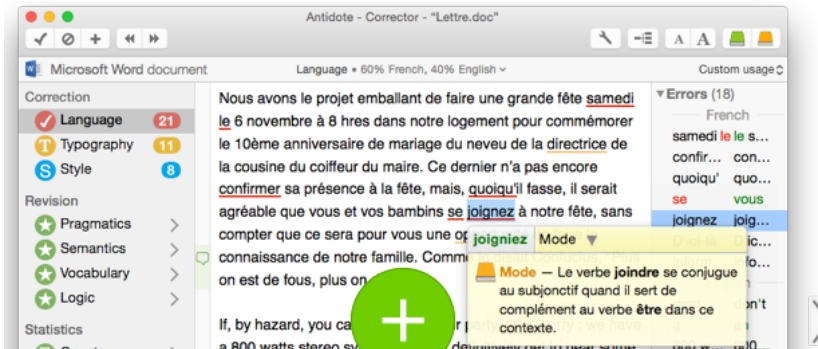 Antidote - Corrector - "Lettre.doc"
A A
Microsoft Word document
Language • 60% French, 40% English
Custom usage
Correction
Language 21
Typography 11
Style 8
Revision
Pragmatics
Semantics
Vocabulary
Logic
Statistics
Nous avons le projet emballant de faire une grande fête samedi
le 6 novembre à 8 hres dans notre logement pour commémorer
le 10ème anniversaire de mariage du neveu de la directrice de
la cousine du coiffeur du maire. Ce dernier n'a pas encore
confirmer sa présence à la fête, mais, quoiqu'il fasse, il serait
agréable que vous et vos bambins se joignez à notre fête, sans
compter que ce sera pour vous une
connaissance de notre famille.
on est de fous, plus on
If, by hazard, you
a 800 watts stereo
joigniez Mode
Mode — Le verbe joindre se conjugue
au subjonctif quand il sert de
complément au verbe être dans ce
contexte.
Errors (18)
French
samedi le le s...
confir... con...
quoiqu' quo...
se vous
joignez joig...